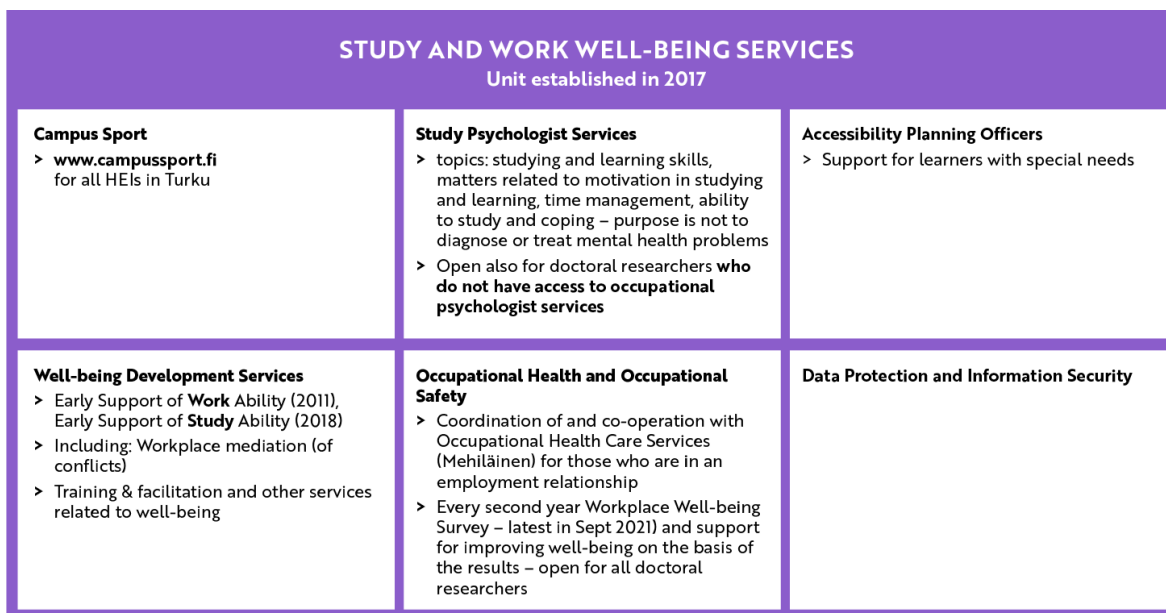 STUDY AND WORK WELL-BEING SERVICES
Unit established in 2017
Campus Sport
> www.campussport.fi
for all HEIs in Turku
Study Psychologist Services
> topics: studying and learning skills,
matters related to motivation in studying
and learning, time management, ability
to study and coping – purpose is not to
diagnose or treat mental health problems
> Open also for doctoral researchers who
do not have access to occupational
psychologist services
Accessibility Planning Officers
> Support for learners with special needs
Well-being Development Services
> Early Support of Work Ability (2011),
Early Support of Study Ability (2018)
> Including: Workplace mediation (of
conflicts)
> Training & facilitation and other services
related to well-being
Occupational Health and Occupational
Safety
> Coordination of and co-operation with
Occupational Health Care Services
(Mehiläinen) for those who are in an
employment relationship
> Every second year Workplace Well-being
Survey – latest in Sept 2021) and support
for improving well-being on the basis of
the results – open for all doctoral
researchers
Data Protection and Information Security